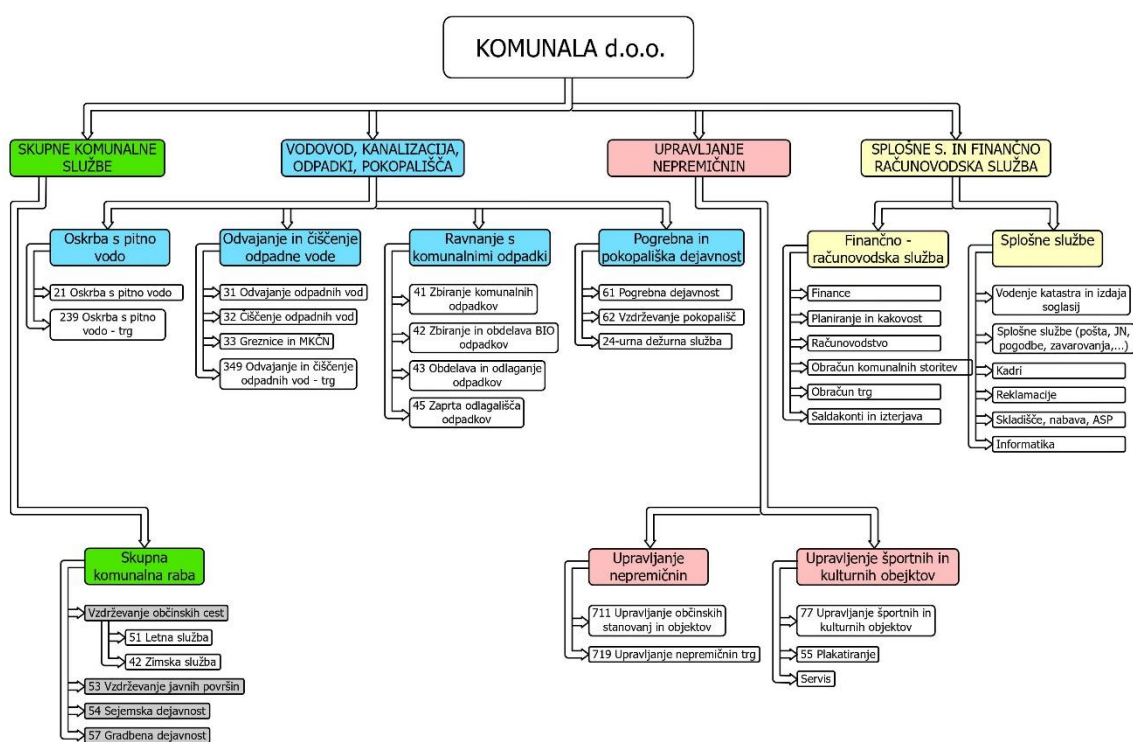 KOMUNALA d.o.o.
SKUPNE KOMUNALNE
SLUŽBE
VODOVOD, KANALIZACIJA,
ODPADKI, POKOPALIŠČA
UPRAVLJANJE
NEPREMIČNIN
SPLOŠNE S. IN FINANČNO
RAČUNOVODSKA SLUŽBA
Oskrba s pitno
vodo
21 Oskrba s pitno vodo
239 Oskrba s pitno
vodo - trg
Odvajanje in čiščenje
odpadne vode
31 Odvajanje odpadnih vod
32 Čiščenje odpadnih vod
33 Greznice in MKČN
349 Odvajanje in čiščenje
odpadnih vod - trg
Ravnanje s
komunalnimi odpadki
41 Zbiranje komunalnih
odpadkov
42 Zbiranje in obdelava BIO
odpadkov
43 Obdelava in odlaganje
odpadkov
45 Zaprta odlagališča
odpadkov
Pogrebna in
pokopališka dejavnost
61 Pogrebna dejavnost
62 Vzdrževanje pokopališč
24-urna dežurna služba
Finančno -
računovodska služba
Finance
Planiranje in kakovost
Računovodstvo
Obračun komunalnih storitev
Obračun trg
Saldakonti in izterjava
Splošne službe
Vodenje katastra in izdaja
soglasij
Splošne službe (pošta, JN,
pogodbe, zavarovanja,...)
Kadri
Reklamacije
Skladišče, nabava, ASP
Informatika
Skupna
komunalna raba
Vzdrževanje občinskih cest
51 Letna služba
42 Zimska služba
53 Vzdrževanje javnih površin
54 Sejemska dejavnost
57 Gradbena dejavnost
Upravljanje
nepremičnin
711 Upravljanje občinskih
stanovanj in objektov
719 Upravljanje nepremičnin trg
Upravljenje športnih in
kulturnih obejktov
77 Upravljanje športnih in
kulturnih objektov
55 Plakatiranje
Servis